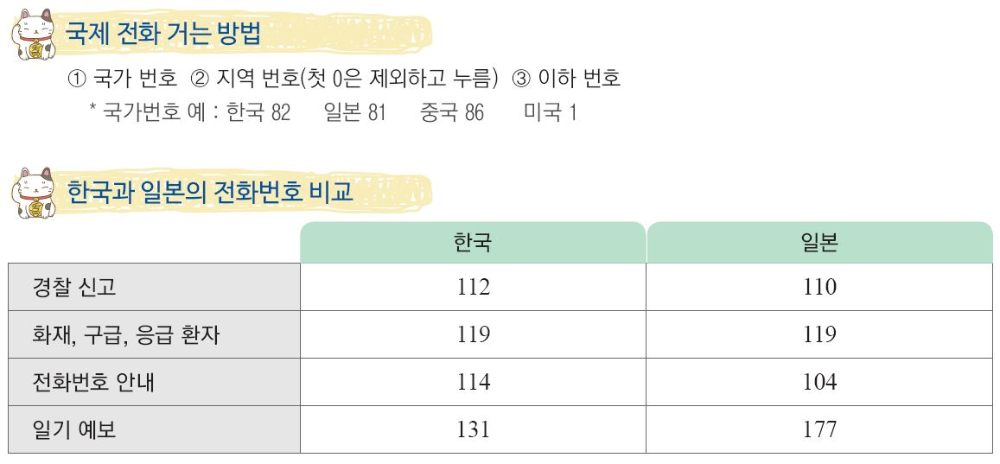 국제 전화 거는 방법
① 국가 번호 ② 지역 번호(첫 0은 제외하고 누름) ③ 이하 번호
* 국가번호 예 : 한국 82 일본 81 중국 86 미국 1
한국과 일본의 전화번호 비교
한국 일본
경찰 신고 112 110
화재, 구급, 응급 환자 119 119
전화번호 안내 114 104
일기 예보 131 177